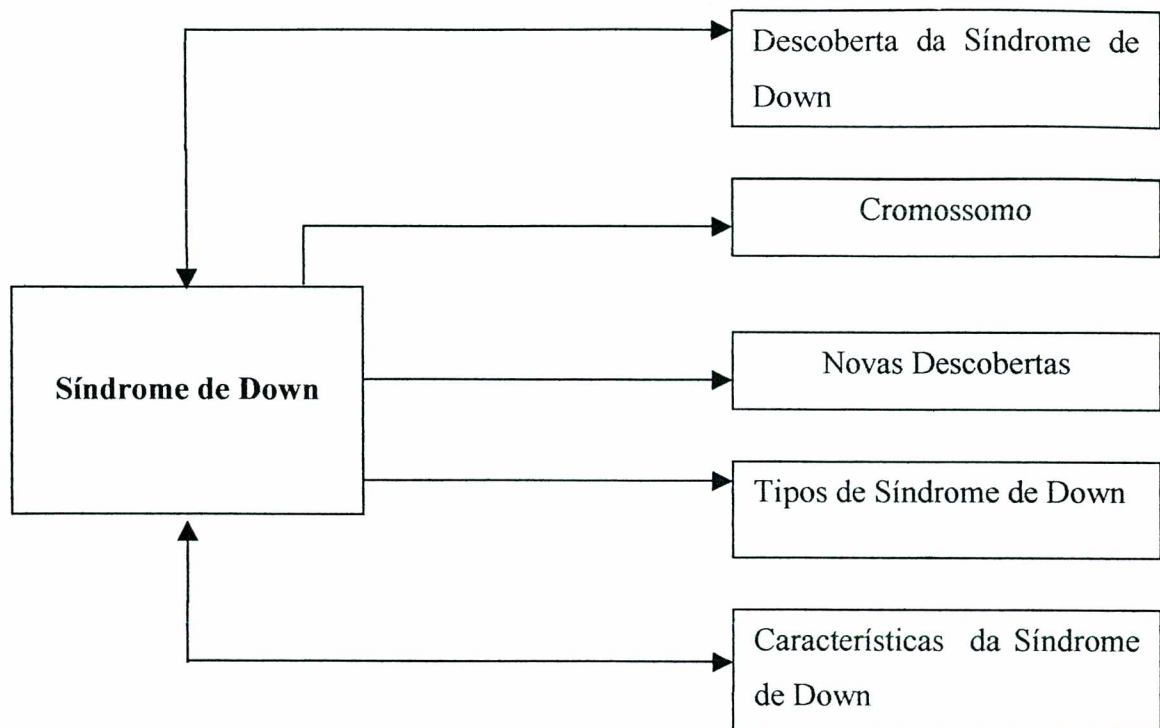 Descoberta da Síndrome de
Down
Cromossomo
Novas Descobertas
Síndrome de Down
Tipos de Síndrome de Down
Características da Síndrome
de Down